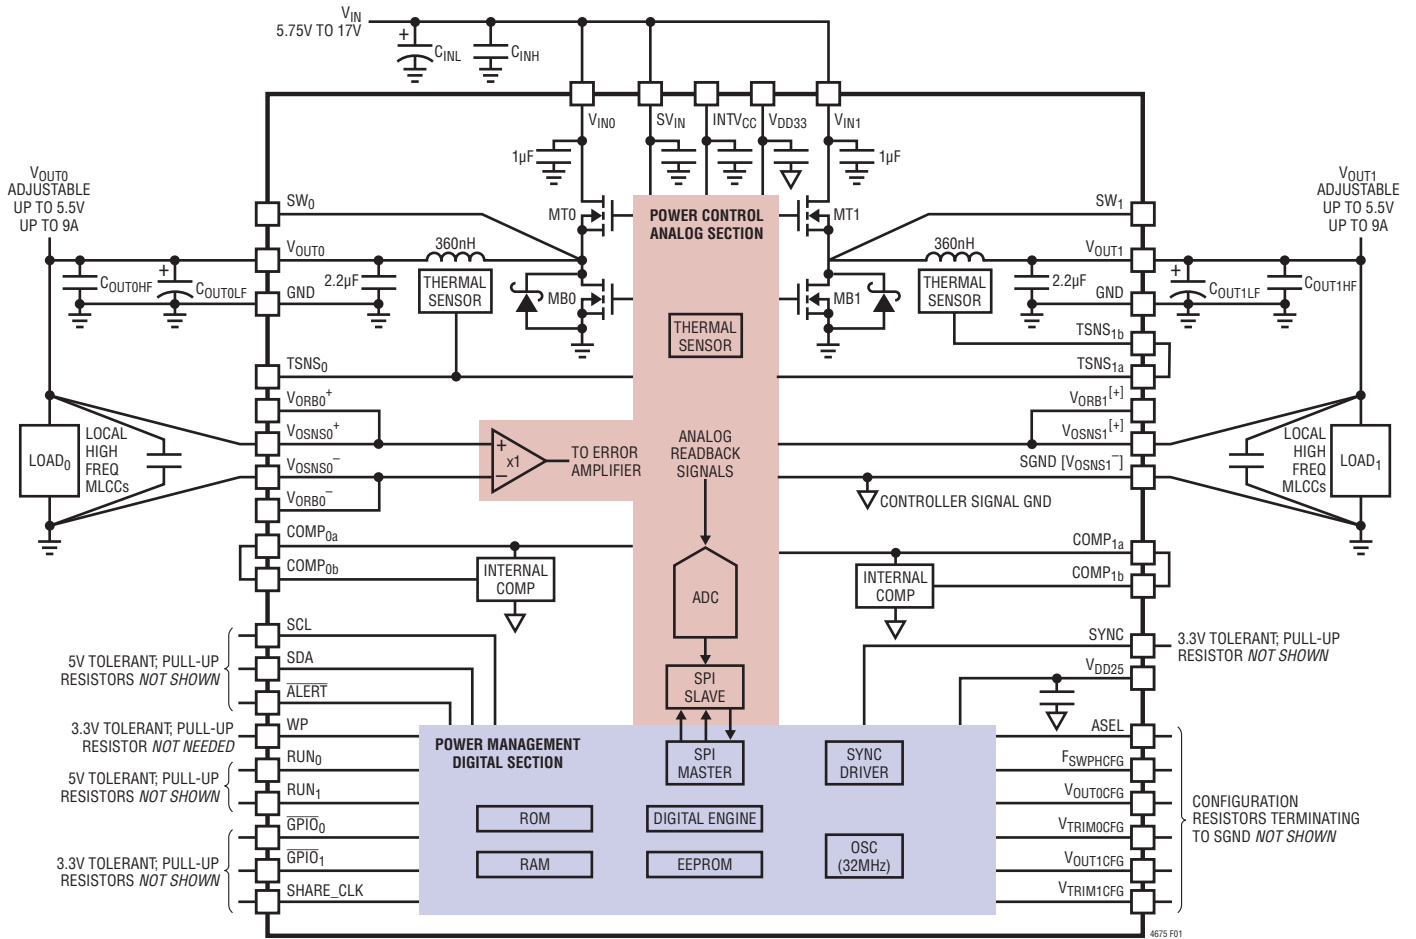 VIN
5.75V TO 17V
+
CINL
CINH
VIN0
SVIN
INTVCC
VDD33
VIN1
1µF
1µF
VOUT0
ADJUSTABLE
UP TO 5.5V
UP TO 9A
VOUT1
ADJUSTABLE
UP TO 5.5V
UP TO 9A
SW0
MT0
POWER CONTROL
ANALOG SECTION
MT1
SW1
VOUT0
360nH
360nH
VOUT1
COUT0HF
+
COUT0LF
GND
2.2µF
THERMAL
SENSOR
MB0
MB1
THERMAL
SENSOR
2.2µF
GND
+
COUT1LF
COUT1HF
THERMAL
SENSOR
TSNS1b
TSNS0
TSNS1a
VORB0+
VORB1[+]
VOSNS0+
VOSNS1[+]
LOAD0
LOCAL
HIGH
FREQ
MLCCs
+
x1
–
TO ERROR
AMPLIFIER
ANALOG
READBACK
SIGNALS
LOCAL
HIGH
FREQ
MLCCs
LOAD1
VOSNS0–
SGND [VOSNS1–]
VORB0–
CONTROLLER SIGNAL GND
COMP0a
COMP1a
COMP0b
INTERNAL
COMP
ADC
INTERNAL
COMP
COMP1b
SCL
SYNC
3.3V TOLERANT; PULL-UP
RESISTOR NOT SHOWN
5V TOLERANT; PULL-UP
RESISTORS NOT SHOWN
SDA
VDD25
ALERT
SPI
SLAVE
3.3V TOLERANT; PULL-UP
RESISTOR NOT NEEDED
WP
ASEL
POWER MANAGEMENT
DIGITAL SECTION
SPI
MASTER
SYNC
DRIVER
5V TOLERANT; PULL-UP
RESISTORS NOT SHOWN
RUN0
FSWPHCFG
RUN1
VOUT0CFG
CONFIGURATION
RESISTORS TERMINATING
TO SGND NOT SHOWN
ROM
DIGITAL ENGINE
GPIO0
VTRIM0CFG
3.3V TOLERANT; PULL-UP
RESISTORS NOT SHOWN
GPIO1
RAM
EEPROM
OSC
(32MHz)
VOUT1CFG
SHARE_CLK
VTRIM1CFG
4675 F01